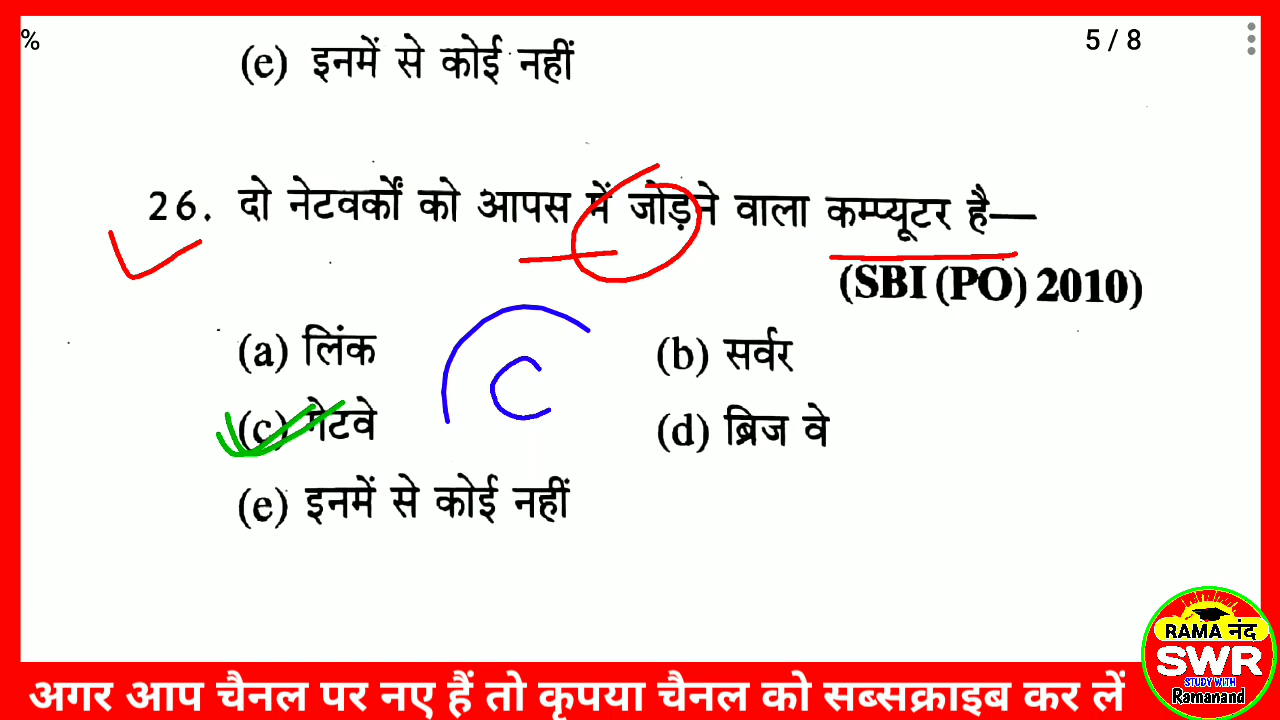 %
5 / 8
(e) इनमें से कोई नहीं
26. दो नेटवर्कों को आपस में जोड़ने वाला कम्प्यूटर है—
(SBI (PO) 2010)
(a) लिंक
(b) सर्वर
C
(c) गेटवे
(d) ब्रिज वे
(e) इनमें से कोई नहीं
RAMA नंद
SWR
STUDY WITH
Ramanand
अगर आप चैनल पर नए हैं तो कृपया चैनल को सब्सक्राइब कर लें